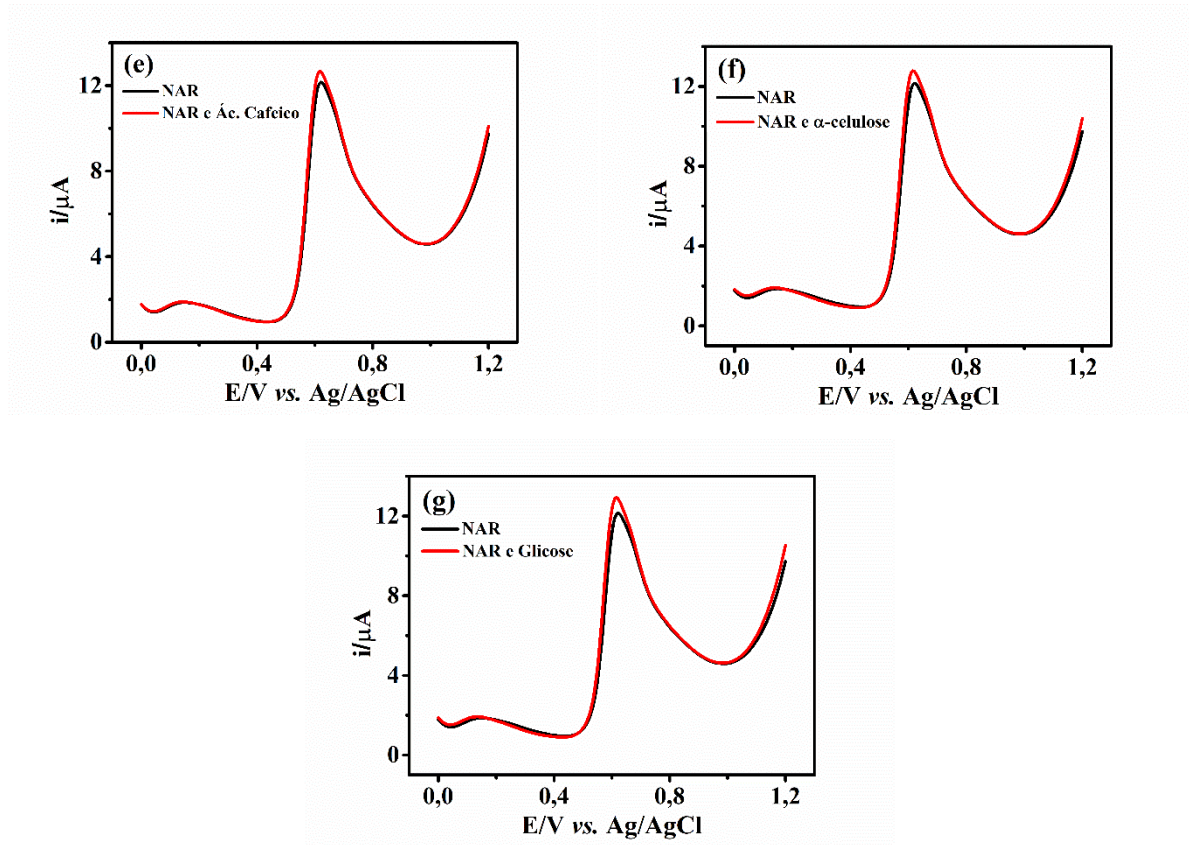 (e)
NAR
NAR e Ác. Cafeico
i/µA
12
8
4
0
0,0 0,4 0,8 1,2
E/V vs. Ag/AgCl
(f)
NAR
NAR e α-celulose
i/µA
12
8
4
0
0,0 0,4 0,8 1,2
E/V vs. Ag/AgCl
(g)
NAR
NAR e Glicose
i/µA
12
8
4
0
0,0 0,4 0,8 1,2
E/V vs. Ag/AgCl